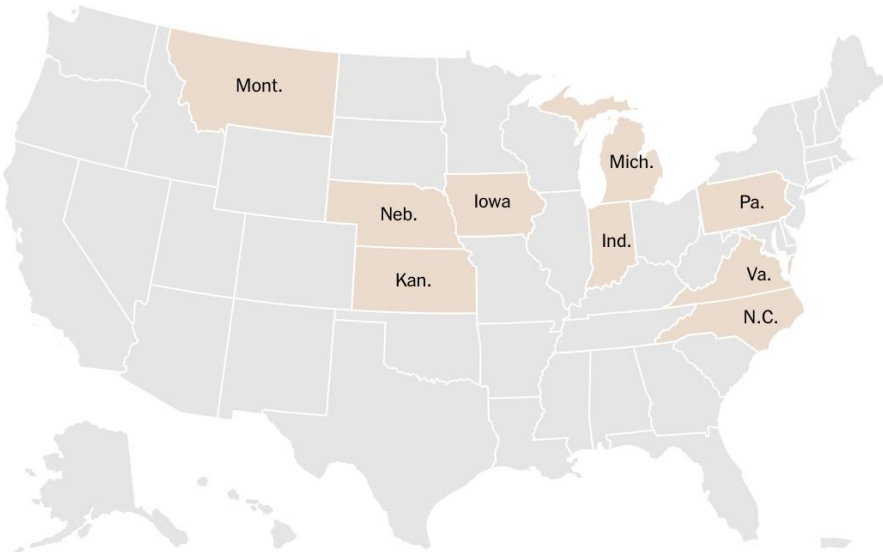 Mont.
Mich.
Neb.
Iowa
Pa.
Ind.
Kan.
Va.
N.C.